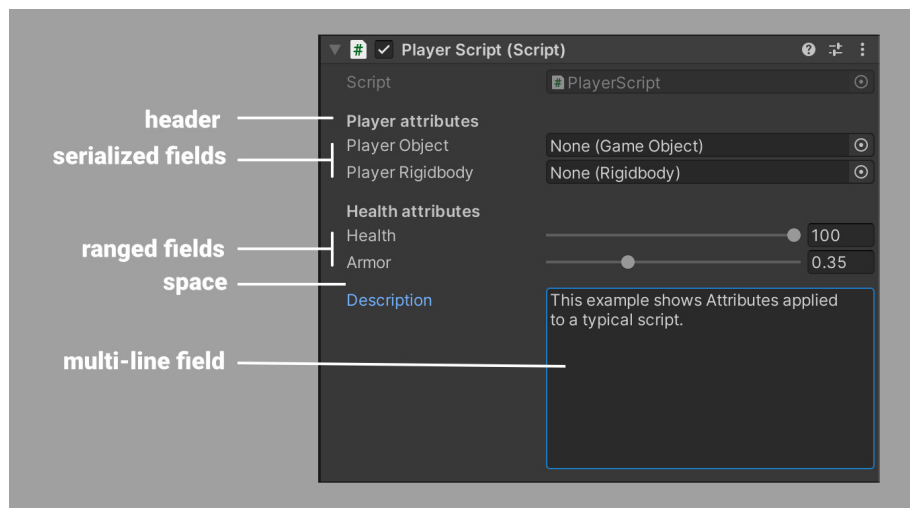 Player Script (Script)
Script
PlayerScript
header
Player attributes
serialized fields
Player Object
None (Game Object)
Player Rigidbody
None (Rigidbody)
Health attributes
ranged fields
Health
100
Armor
0.35
space
Description
This example shows Attributes applied
to a typical script.
multi-line field